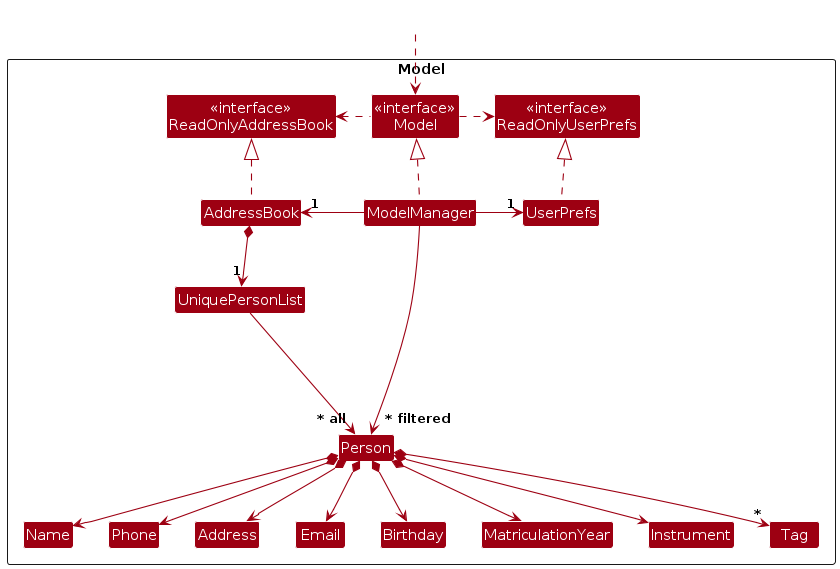 Model
«interface»
ReadOnlyAddressBook
«interface»
Model
«interface»
ReadOnlyUserPrefs
AddressBook
1
ModelManager
1
UserPrefs
1
UniquePersonList
* all
* filtered
Person
*
Name
Phone
Address
Email
Birthday
MatriculationYear
Instrument
Tag